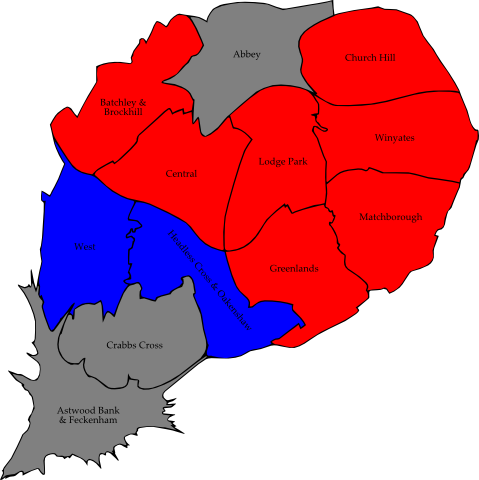 Abbey
Church Hill
Batchley &
Brockhill
Winyates
Lodge Park
Central
Matchborough
West
Headless Cross & Oakenshaw
Greenlands
Crabbs Cross
Astwood Bank
& Feckenham